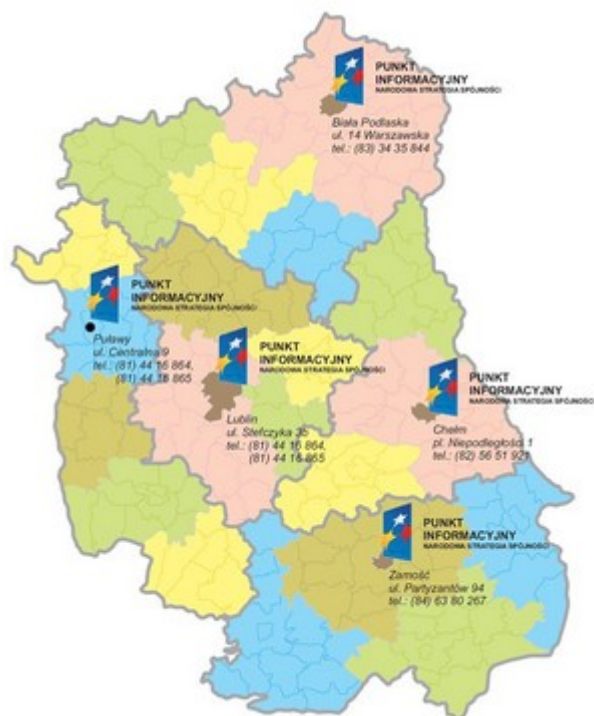 PUNKT
INFORMACYJNY
NARODOWA STRATEGIA SPÓJNOŚCI
Biała Podlaska
ul. 14 Warszawska
tel.: (83) 34 35 844
PUNKT
INFORMACYJNY
NARODOWA STRATEGIA SPÓJNOŚCI
Puławy
ul. Centralna 9
tel.: (81) 44 16 864,
(81) 44 16 865
PUNKT
INFORMACYJNY
NARODOWA STRATEGIA SPÓJNOŚCI
Lublin
ul. Stefczyka 35
tel.: (81) 44 16 864,
(81) 44 16 865
PUNKT
INFORMACYJNY
NARODOWA STRATEGIA SPÓJNOŚCI
Chełm
pl. Niepodległości 1
tel.: (82) 56 51 921
PUNKT
INFORMACYJNY
NARODOWA STRATEGIA SPÓJNOŚCI
Zamość
ul. Partyzantów 94
tel.: (84) 63 80 267